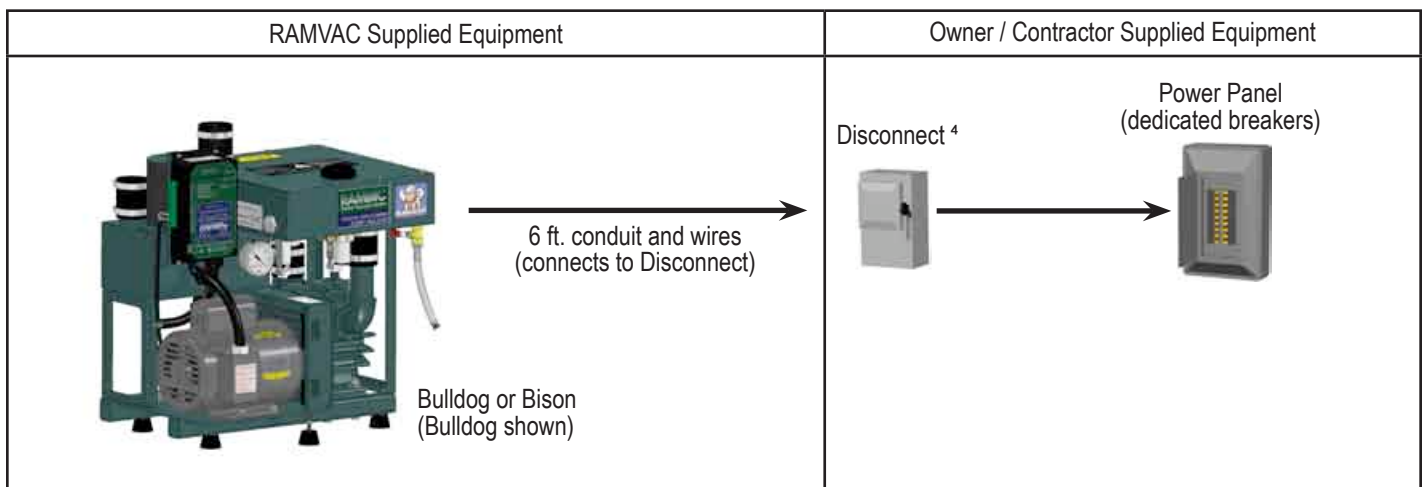 RAMVAC Supplied Equipment
Owner / Contractor Supplied Equipment
Power Panel
(dedicated breakers)
Disconnect ⁴
6 ft. conduit and wires
(connects to Disconnect)
Bulldog or Bison
(Bulldog shown)
RAMVAC